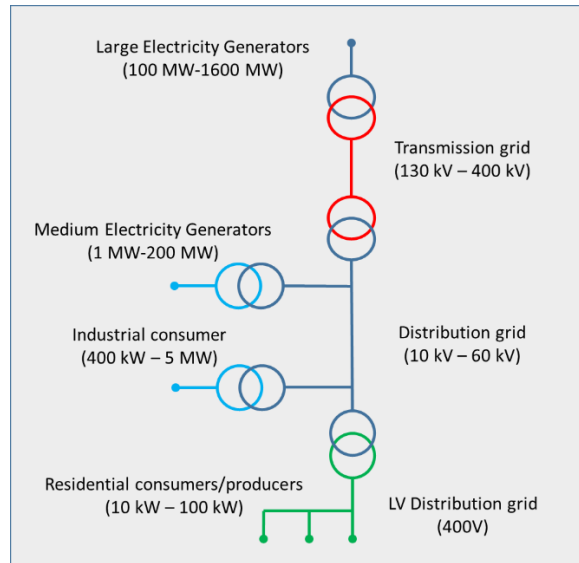 Large Electricity Generators
(100 MW-1600 MW)
Transmission grid
(130 kV – 400 kV)
Medium Electricity Generators
(1 MW-200 MW)
Industrial consumer
(400 kW – 5 MW)
Distribution grid
(10 kV – 60 kV)
Residential consumers/producers
(10 kW – 100 kW)
LV Distribution grid
(400V)